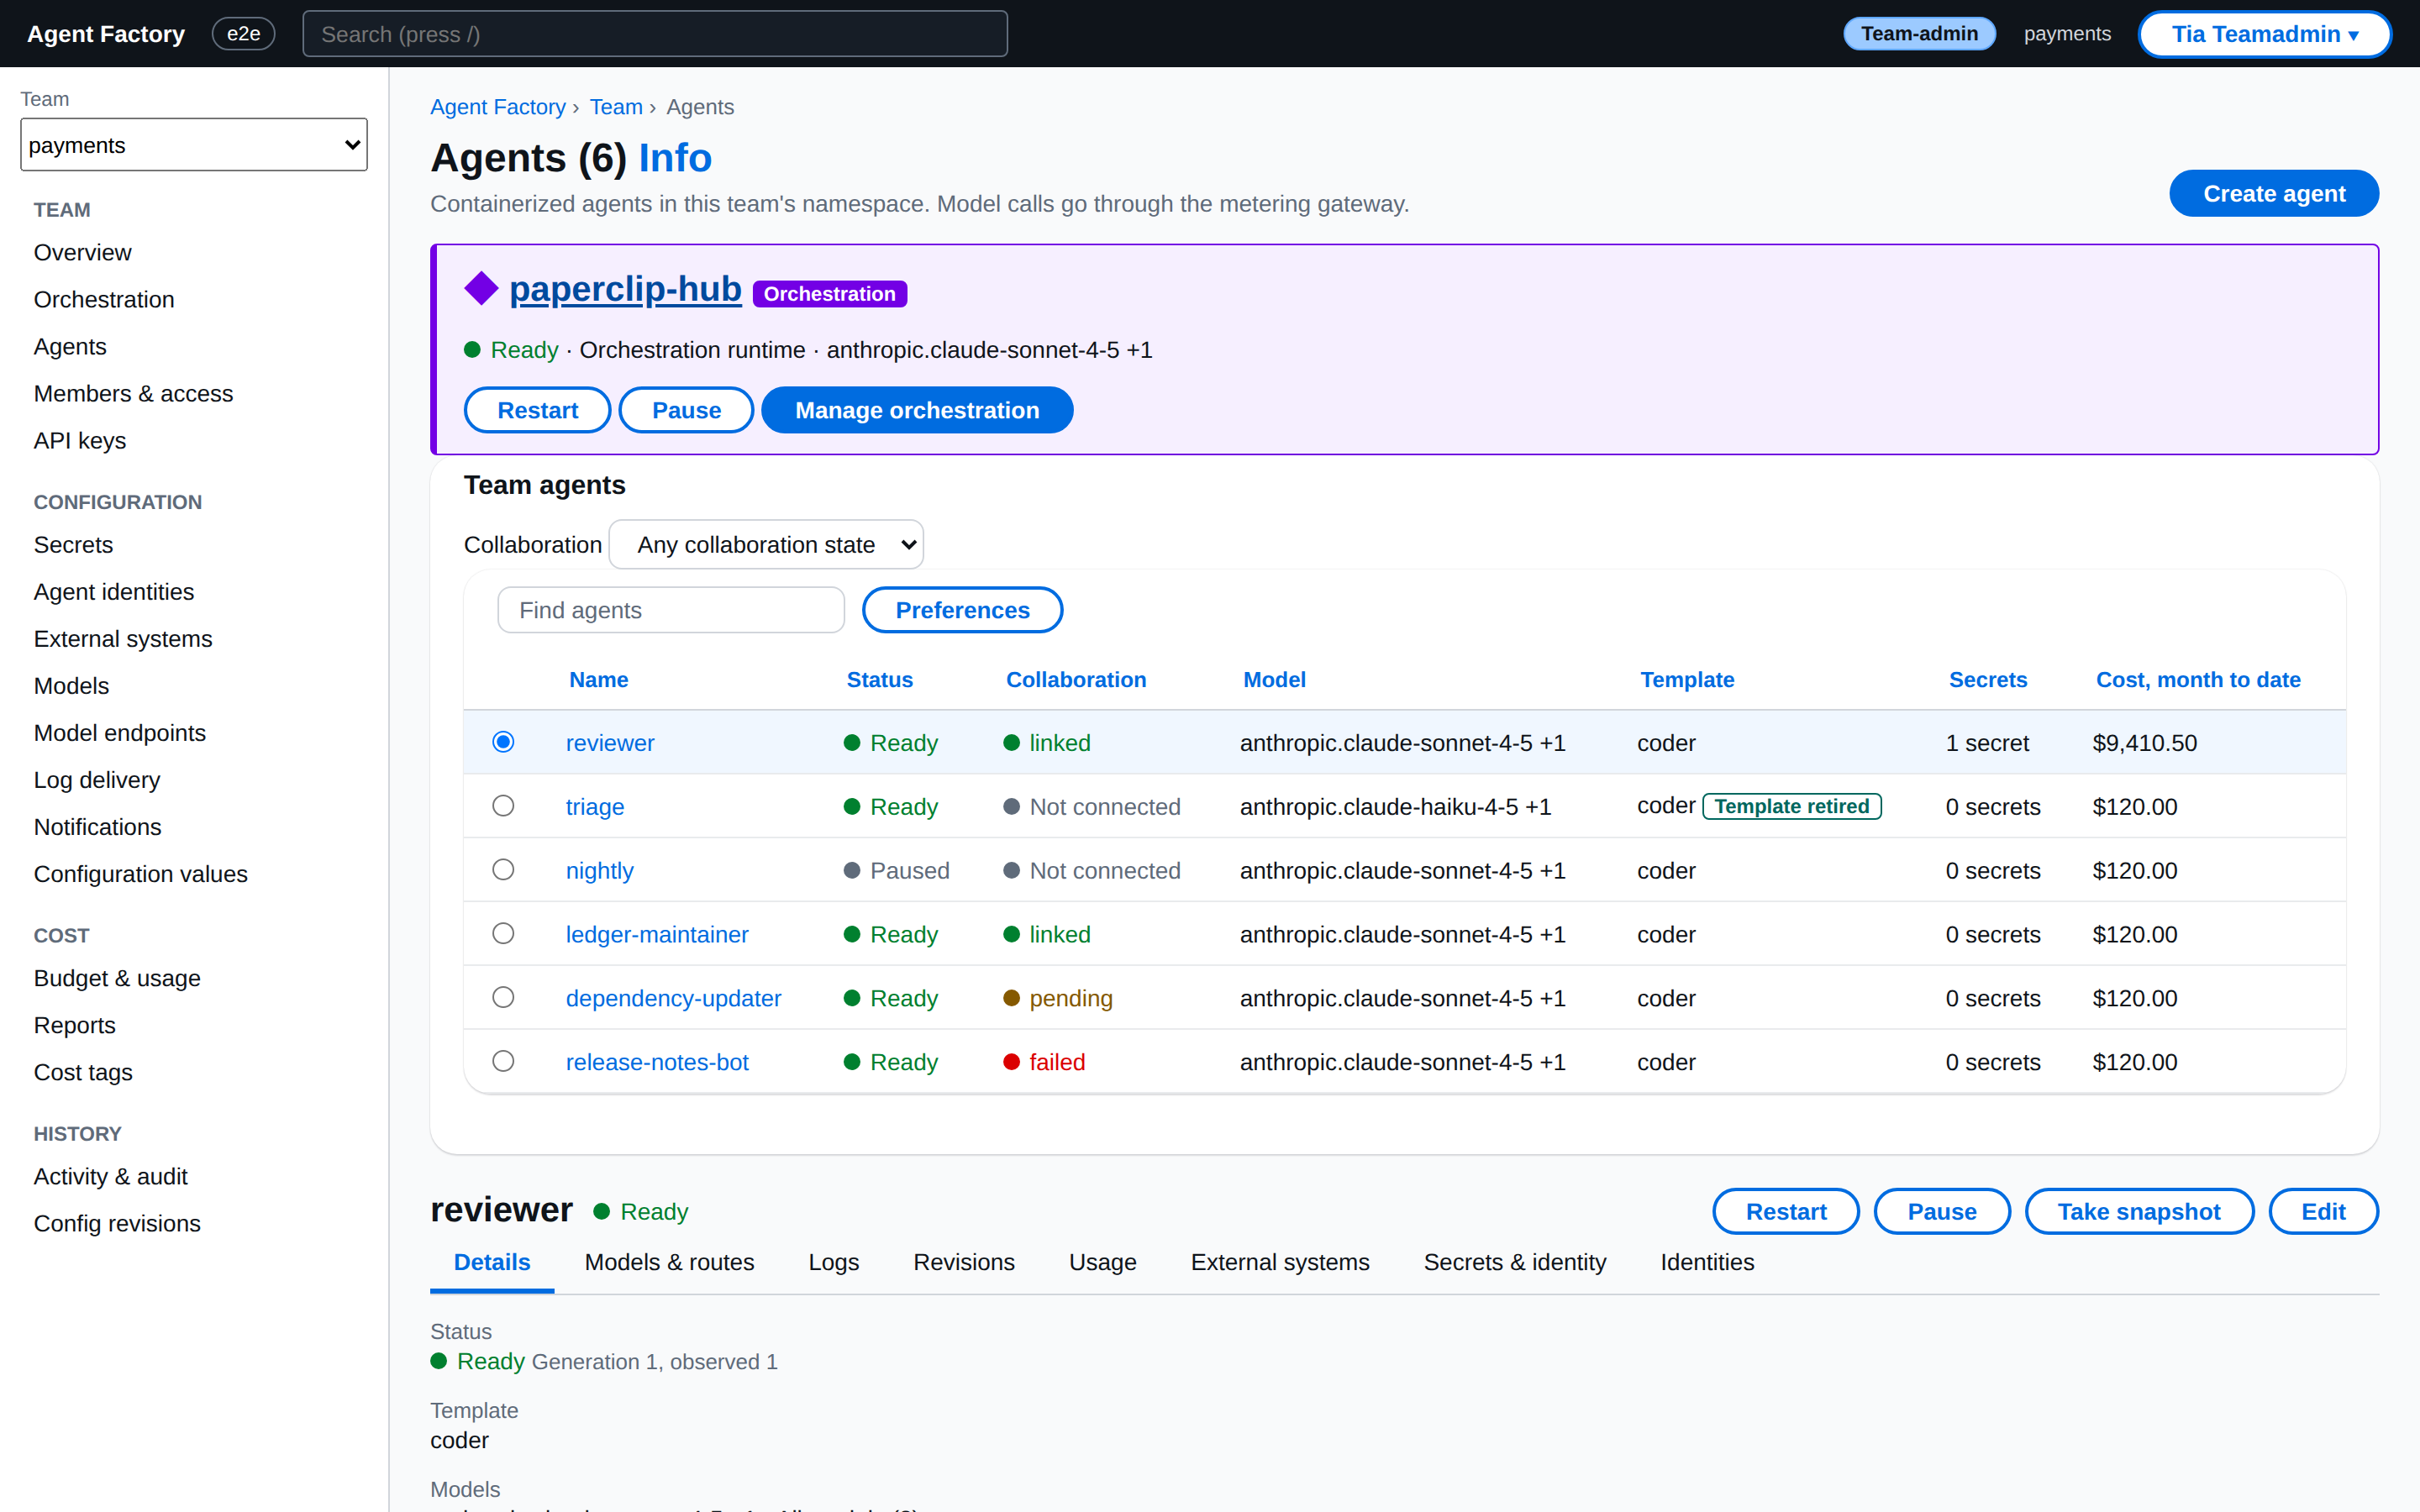 Agent Factory e2e Search (press /) Team-admin payments Tia Teamadmin ▾
Team
payments
TEAM
Overview
Orchestration
Agents
Members & access
API keys
CONFIGURATION
Secrets
Agent identities
External systems
Models
Model endpoints
Log delivery
Notifications
Configuration values
COST
Budget & usage
Reports
Cost tags
HISTORY
Activity & audit
Config revisions
Agent Factory › Team › Agents
Agents (6) Info
Containerized agents in this team's namespace. Model calls go through the metering gateway.
Create agent
paperclip-hub Orchestration
Ready · Orchestration runtime · anthropic.claude-sonnet-4-5 +1
Restart Pause Manage orchestration
Team agents
Collaboration Any collaboration state
Find agents Preferences
Name Status Collaboration Model Template Secrets Cost, month to date
reviewer Ready linked anthropic.claude-sonnet-4-5 +1 coder 1 secret $9,410.50
triage Ready Not connected anthropic.claude-haiku-4-5 +1 coder Template retired 0 secrets $120.00
nightly Paused Not connected anthropic.claude-sonnet-4-5 +1 coder 0 secrets $120.00
ledger-maintainer Ready linked anthropic.claude-sonnet-4-5 +1 coder 0 secrets $120.00
dependency-updater Ready pending anthropic.claude-sonnet-4-5 +1 coder 0 secrets $120.00
release-notes-bot Ready failed anthropic.claude-sonnet-4-5 +1 coder 0 secrets $120.00
reviewer Ready Restart Pause Take snapshot Edit
Details Models & routes Logs Revisions Usage External systems Secrets & identity Identities
Status
Ready Generation 1, observed 1
Template
coder
Models